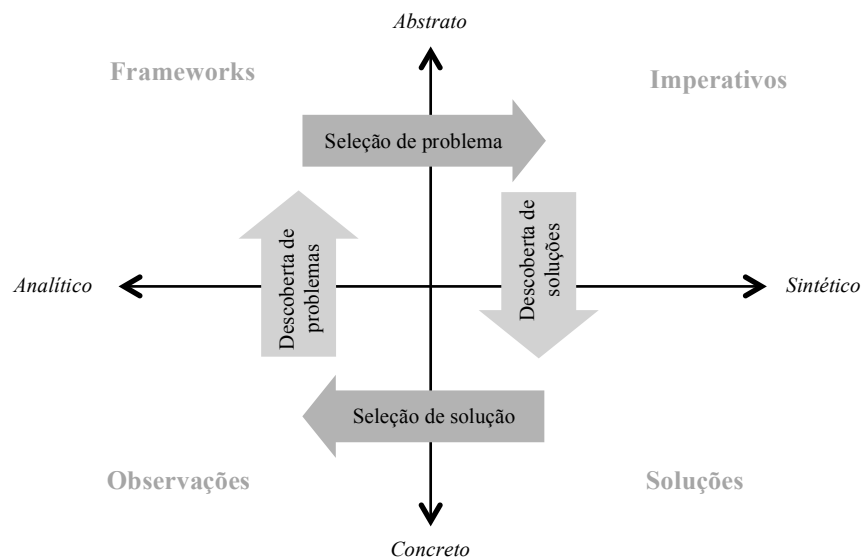 Abstrato
Frameworks
Imperativos
Seleção de problema
Descoberta de
problemas
Descoberta de
soluções
Analítico
Sintético
Seleção de solução
Observações
Soluções
Concreto